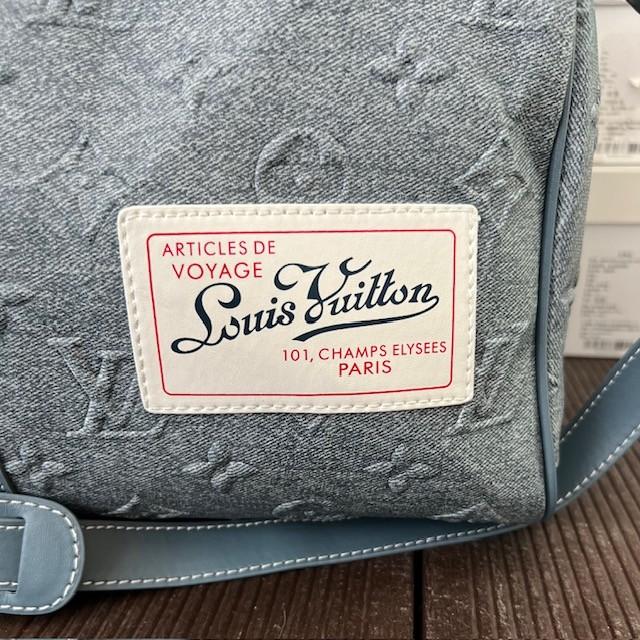 ARTICLES DE
VOYAGE
Louis Vuitton
101, CHAMPS ELYSEES
PARIS